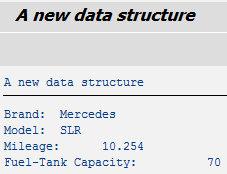 A new data structure
A new data structure
Brand: Mercedes
Model: SLR
Mileage: 10.254
Fuel-Tank Capacity: 70